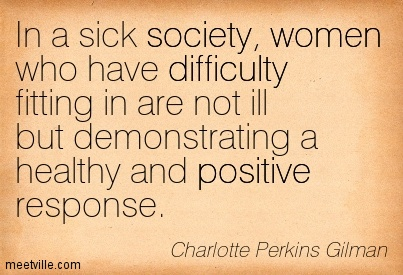 In a sick society, women
who have difficulty
fitting in are not ill
but demonstrating a
healthy and positive
response.
Charlotte Perkins Gilman
meetville.com